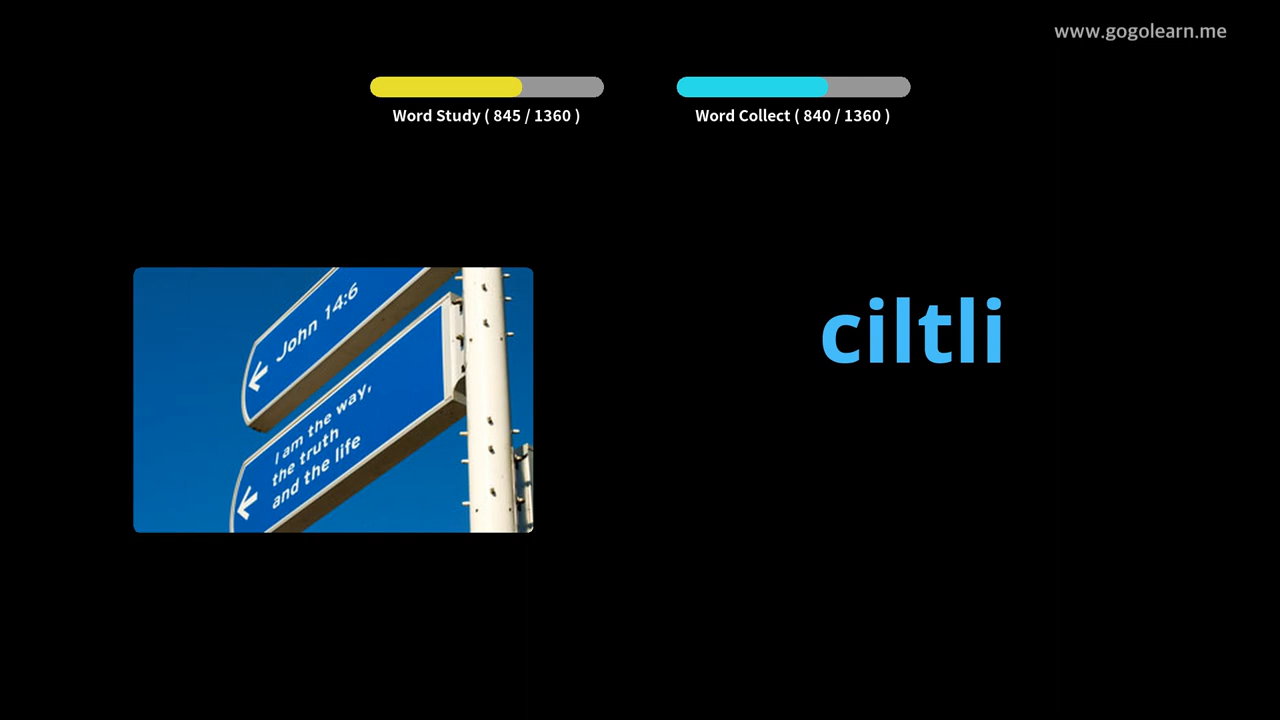 www.gogolearn.me
Word Study ( 845 / 1360 )
Word Collect ( 840 / 1360 )
John 14:6
I am the way,
the truth
and the life
ciltli